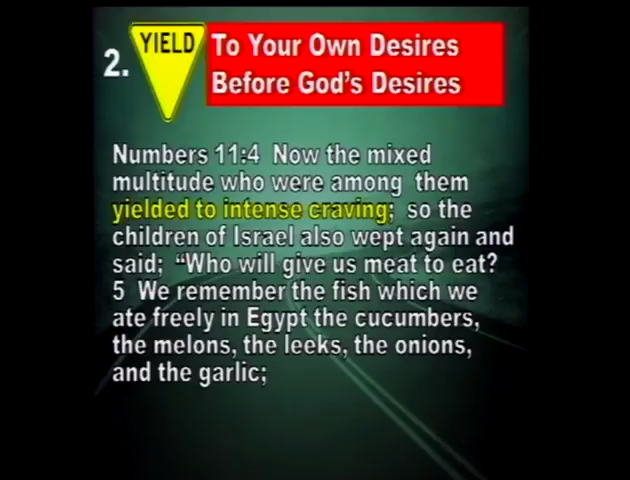 2. YIELD To Your Own Desires
Before God's Desires
Numbers 11:4 Now the mixed
multitude who were among them
yielded to intense craving; so the
children of Israel also wept again and
said; "Who will give us meat to eat?
5 We remember the fish which we
ate freely in Egypt the cucumbers,
the melons, the leeks, the onions,
and the garlic;